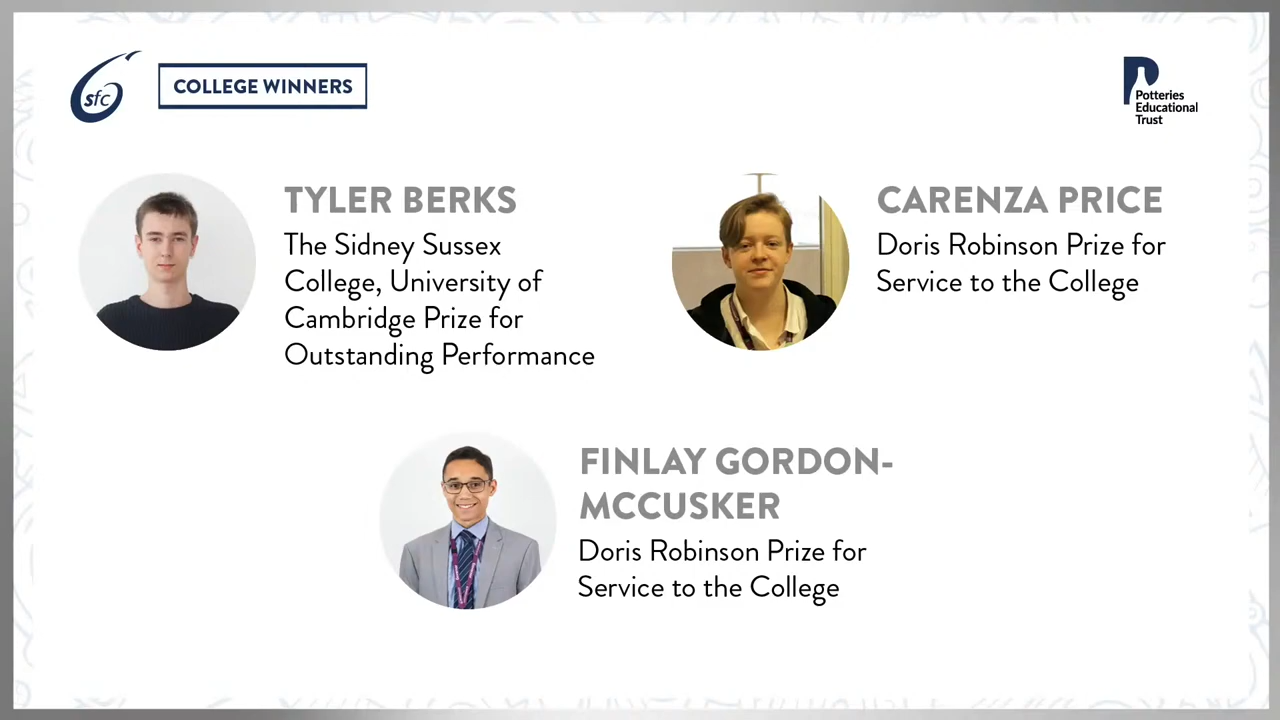 sfc
COLLEGE WINNERS
Potteries
Educational
Trust
TYLER BERKS
The Sidney Sussex
College, University of
Cambridge Prize for
Outstanding Performance
CARENZA PRICE
Doris Robinson Prize for
Service to the College
FINLAY GORDON-
MCCUSKER
Doris Robinson Prize for
Service to the College